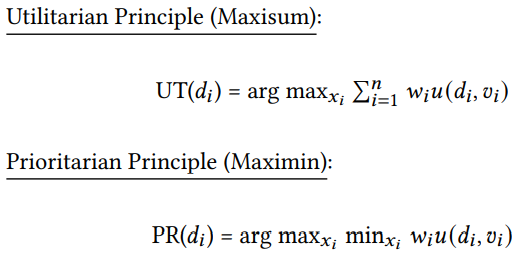 Utilitarian Principle (Maxisum):
UT(dᵢ) = arg maxₓᵢ ∑ⁿᵢ₌₁ wᵢu(dᵢ, vᵢ)
Prioritarian Principle (Maximin):
PR(dᵢ) = arg maxₓᵢ minₓᵢ wᵢu(dᵢ, vᵢ)